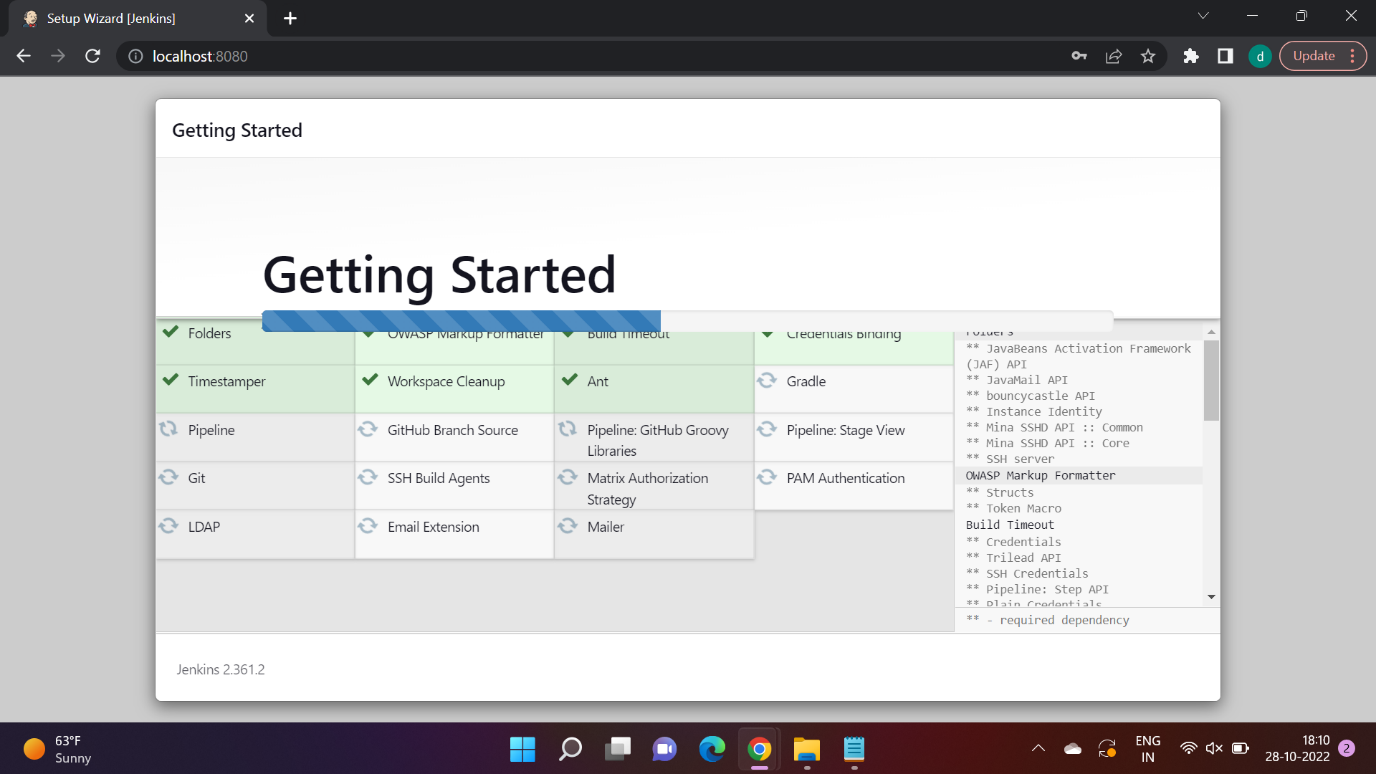 Setup Wizard [Jenkins]
localhost:8080
d
Update
Getting Started
Getting Started
Folders
OWASP Markup Formatter
Build Timeout
Credentials Binding
Timestamper
Workspace Cleanup
Ant
Gradle
Pipeline
GitHub Branch Source
Pipeline: GitHub Groovy
Libraries
Pipeline: Stage View
Git
SSH Build Agents
Matrix Authorization
Strategy
PAM Authentication
LDAP
Email Extension
Mailer
Folders
** JavaBeans Activation Framework
(JAF) API
** JavaMail API
** bouncycastle API
** Instance Identity
** Mina SSHD API :: Common
** Mina SSHD API :: Core
** SSH server
OWASP Markup Formatter
** Structs
** Token Macro
Build Timeout
** Credentials
** Trilead API
** SSH Credentials
** Pipeline: Step API
** Plain Credentials
** - required dependency
Jenkins 2.361.2
63°F
Sunny
ENG
IN
18:10
28-10-2022
2